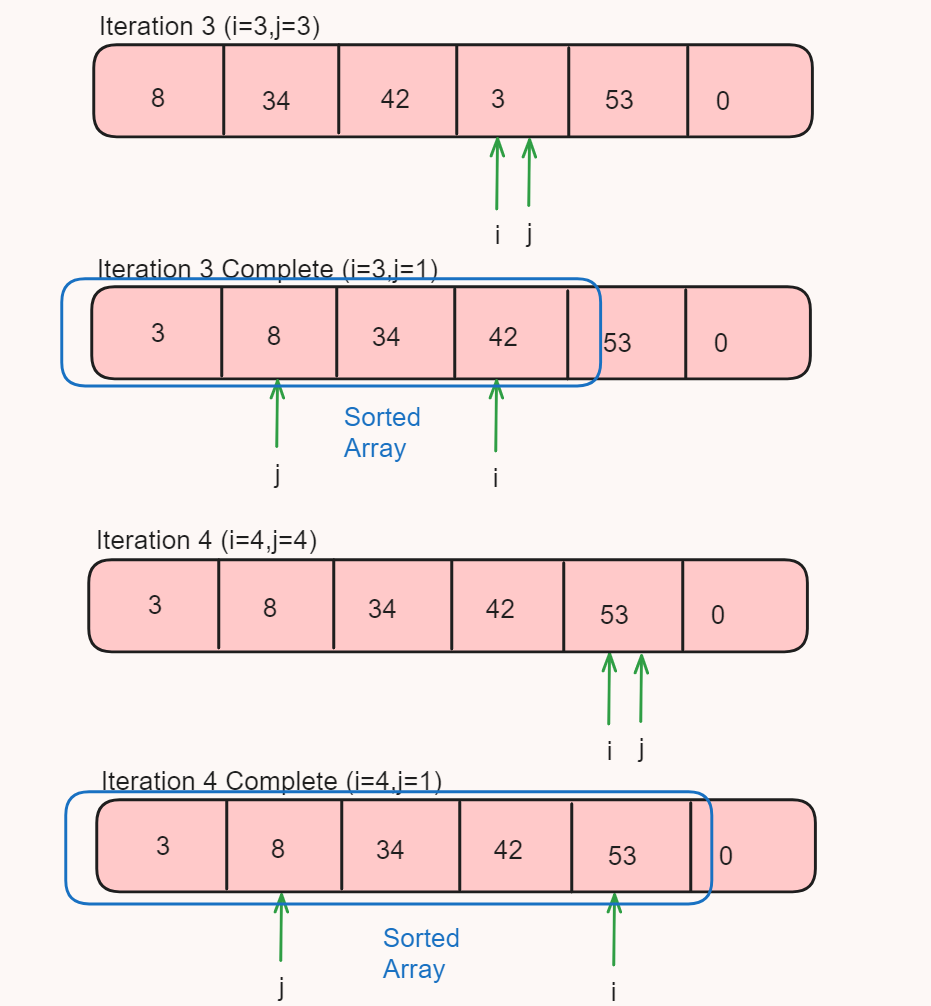 Iteration 3 (i=3,j=3)
8 34 42 3 53 0
i j
Iteration 3 Complete (i=3,j=1)
3 8 34 42 53 0
Sorted
Array
j i
Iteration 4 (i=4,j=4)
3 8 34 42 53 0
i j
Iteration 4 Complete (i=4,j=1)
3 8 34 42 53 0
Sorted
Array
j i